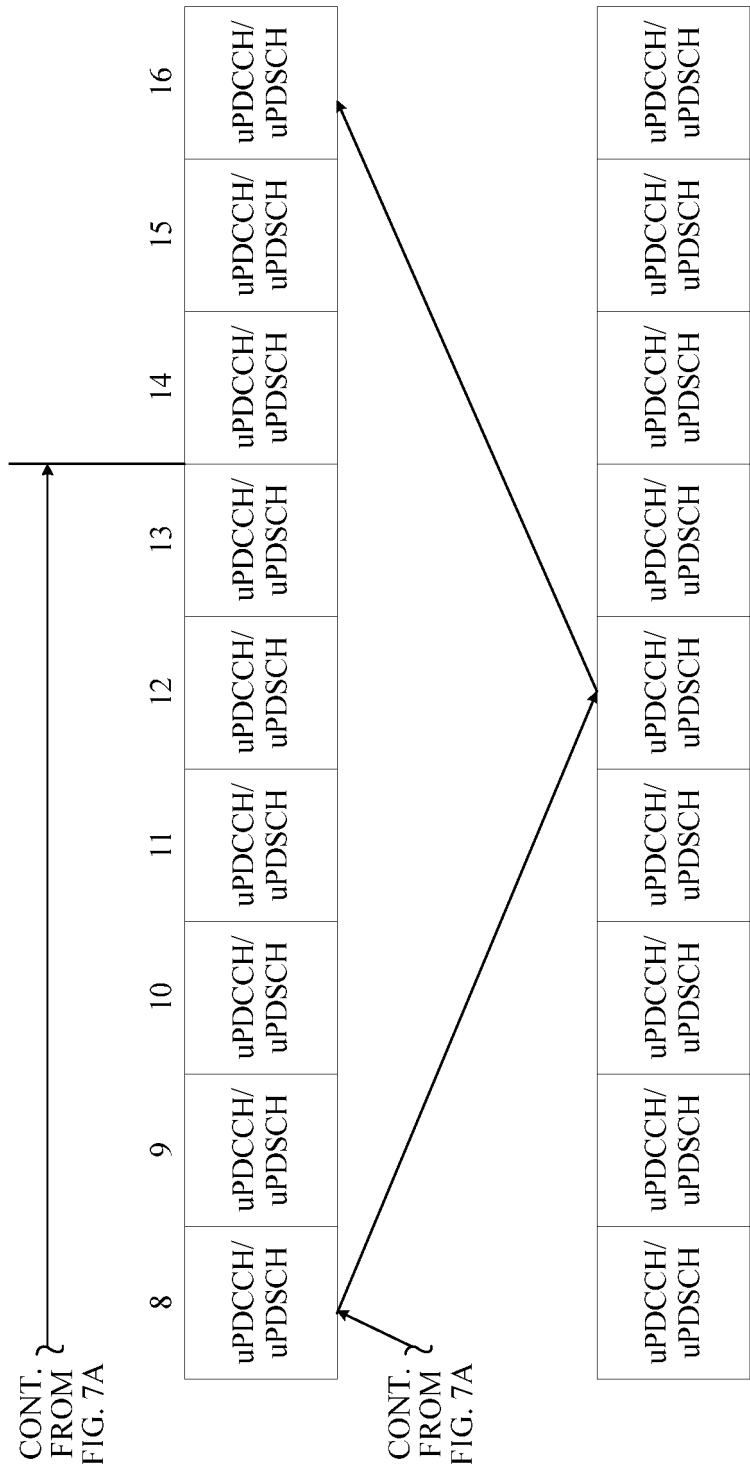 CONT.
FROM
FIG. 7A
8 9 10 11 12 13 14 15 16
uPDCCH/ uPDCCH/ uPDCCH/ uPDCCH/ uPDCCH/ uPDCCH/ uPDCCH/ uPDCCH/ uPDCCH/
uPDSCH uPDSCH uPDSCH uPDSCH uPDSCH uPDSCH uPDSCH uPDSCH uPDSCH
CONT.
FROM
FIG. 7A
uPDCCH/ uPDCCH/ uPDCCH/ uPDCCH/ uPDCCH/ uPDCCH/ uPDCCH/ uPDCCH/ uPDCCH/
uPDSCH uPDSCH uPDSCH uPDSCH uPDSCH uPDSCH uPDSCH uPDSCH uPDSCH